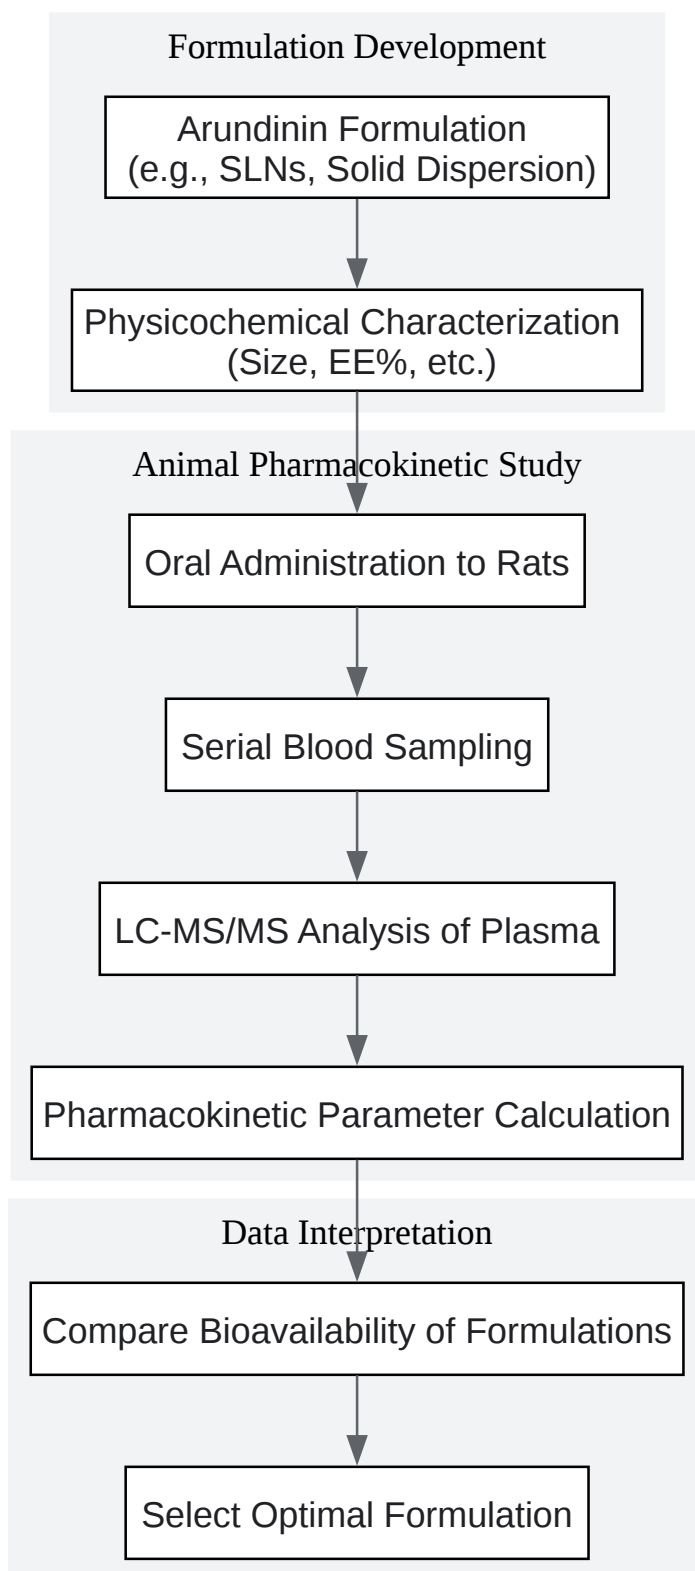 Formulation Development
Arundinin Formulation
(e.g., SLNs, Solid Dispersion)
Physicochemical Characterization
(Size, EE%, etc.)
Animal Pharmacokinetic Study
Oral Administration to Rats
Serial Blood Sampling
LC-MS/MS Analysis of Plasma
Pharmacokinetic Parameter Calculation
Data Interpretation
Compare Bioavailability of Formulations
Select Optimal Formulation